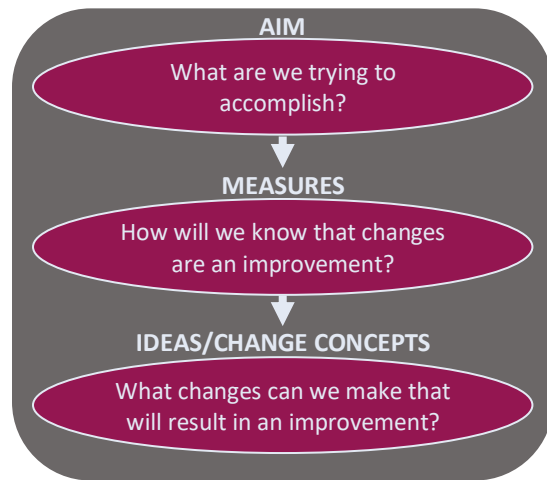 AIM
What are we trying to
accomplish?
MEASURES
How will we know that changes
are an improvement?
IDEAS/CHANGE CONCEPTS
What changes can we make that
will result in an improvement?